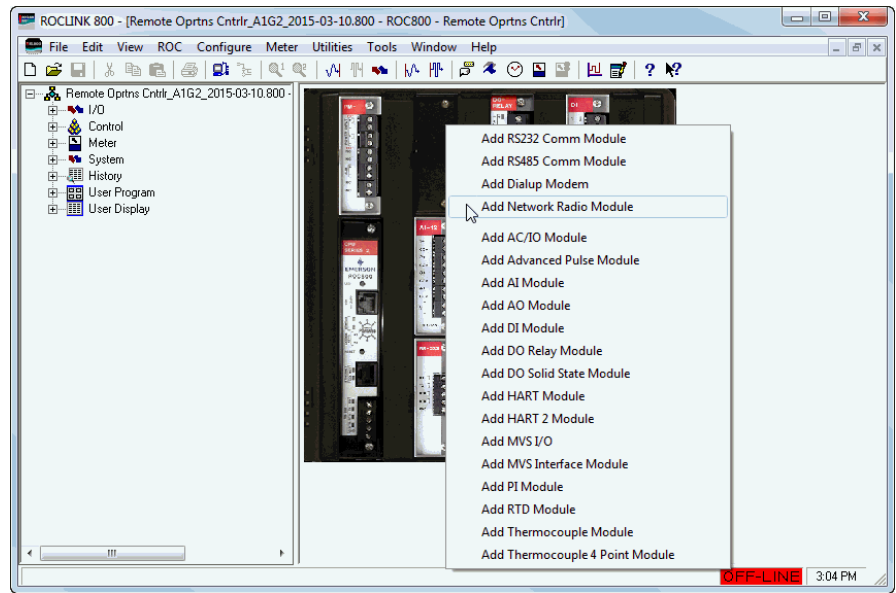 ROCLINK 800 - [Remote Oprtns Cntrlr_A1G2_2015-03-10.800 - ROC800 - Remote Oprtns Cntrlr]
File Edit View ROC Configure Meter Utilities Tools Window Help
Remote Oprtns Cntrlr_A1G2_2015-03-10.800 -
I/O
Control
Meter
System
History
User Program
User Display
RELAY
DI
AI-12
EMERSON
ROC800
Add RS232 Comm Module
Add RS485 Comm Module
Add Dialup Modem
Add Network Radio Module
Add AC/IO Module
Add Advanced Pulse Module
Add AI Module
Add AO Module
Add DI Module
Add DO Relay Module
Add DO Solid State Module
Add HART Module
Add HART 2 Module
Add MVS I/O
Add MVS Interface Module
Add PI Module
Add RTD Module
Add Thermocouple Module
Add Thermocouple 4 Point Module
OFF-LINE 3:04 PM